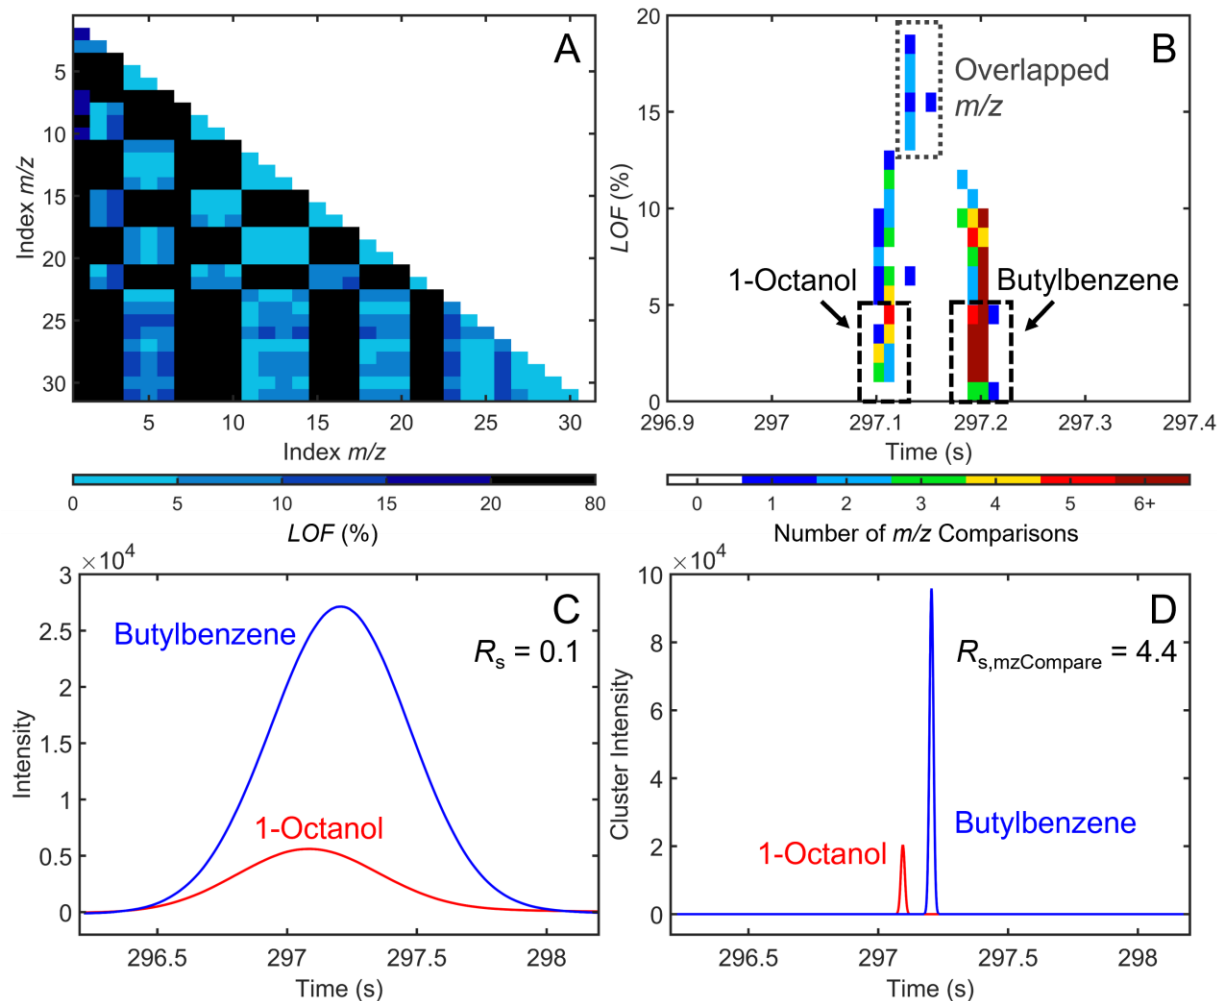 A
5
10
15
20
25
30
Index m/z
5
10
15
20
25
30
Index m/z
0
5
10
15
20
80
LOF (%)
B
20
15
10
5
0
LOF (%)
Overlapped
m/z
1-Octanol
Butylbenzene
296.9
297
297.1
297.2
297.3
297.4
Time (s)
0
1
2
3
4
5
6+
Number of m/z Comparisons
×10⁴
C
3
2.5
2
1.5
1
0.5
0
Intensity
Butylbenzene
Rs = 0.1
1-Octanol
296.5
297
297.5
298
Time (s)
×10⁴
D
10
8
6
4
2
0
Cluster Intensity
Rs,mzCompare = 4.4
1-Octanol
Butylbenzene
296.5
297
297.5
298
Time (s)